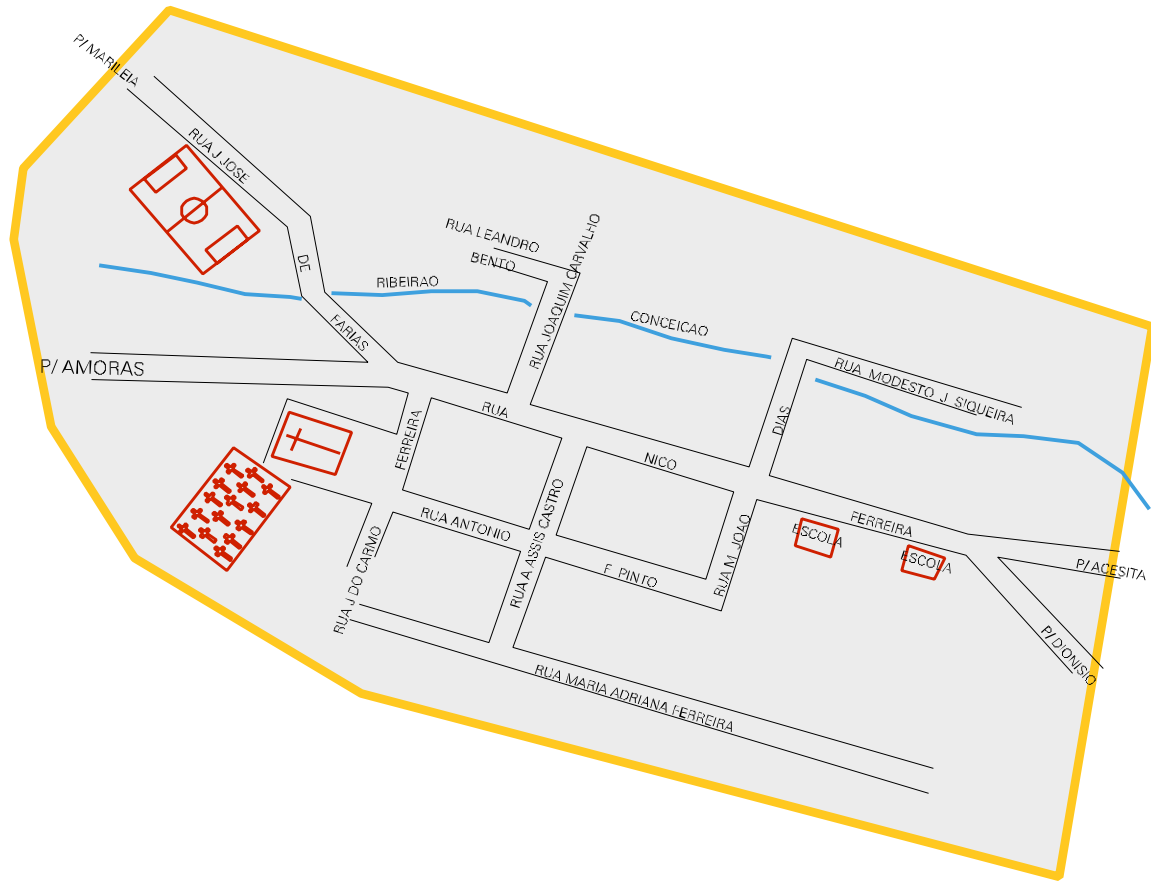 P/ MARILEIA
RUA J JOSE
DE
FARIAS
RUA LEANDRO
BENTO
RUA JOAQUIM CARVALHO
RIBEIRAO
CONCEICAO
P/ AMORAS
RUA MODESTO J. SIQUEIRA
DIAS
RUA
NICO
FERREIRA
FERREIRA
RUA ANTONIO
F. PINTO
RUA A ASSIS CASTRO
RUA M. JOAO
ESCOLA
ESCOLA
P/ ACESITA
P/ DIONISIO
RUA J DO CARMO
RUA MARIA ADRIANA FERREIRA